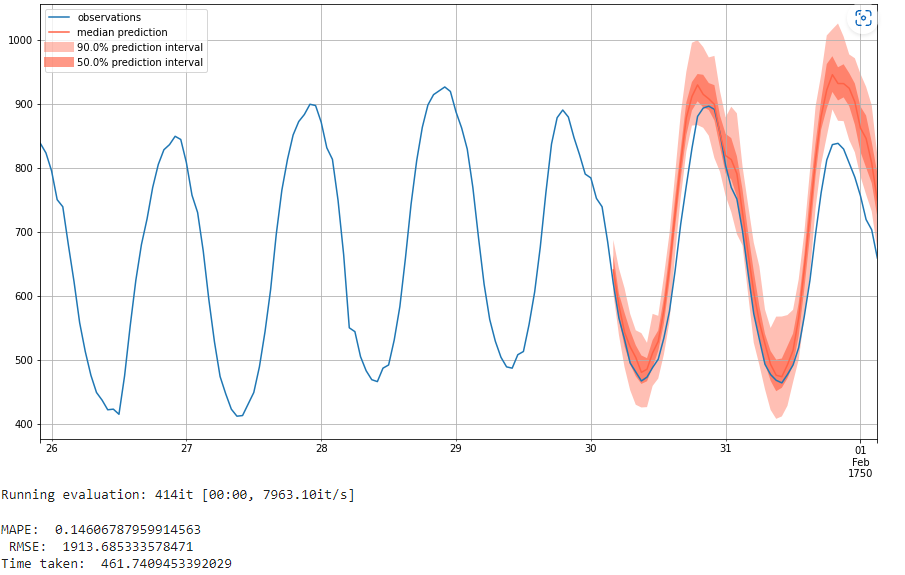 observations
median prediction
90.0% prediction interval
50.0% prediction interval
1000
900
800
700
600
500
400
26
27
28
29
30
31
01
Feb
1750
Running evaluation: 414it [00:00, 7963.10it/s]
MAPE:  0.14606787959914563
 RMSE:  1913.685333578471
Time taken:  461.7409453392029